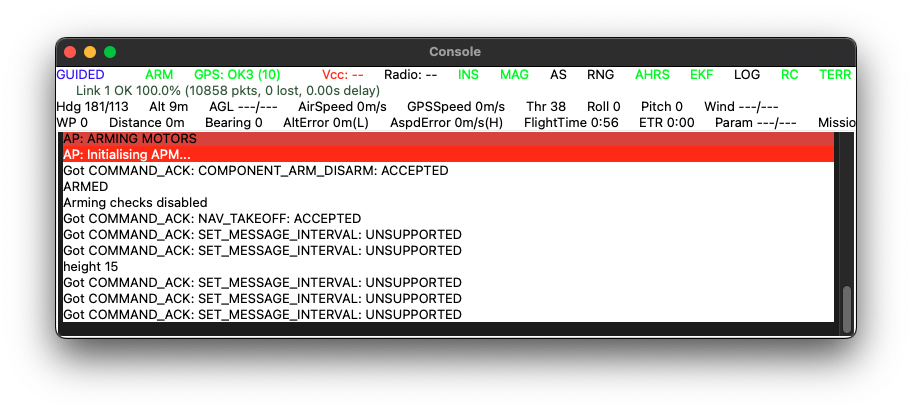 Console
GUIDED ARM GPS: OK3 (10) Vcc: -- Radio: -- INS MAG AS RNG AHRS EKF LOG RC TERR
Link 1 OK 100.0% (10858 pkts, 0 lost, 0.00s delay)
Hdg 181/113 Alt 9m AGL ---/--- AirSpeed 0m/s GPSSpeed 0m/s Thr 38 Roll 0 Pitch 0 Wind ---/---
WP 0 Distance 0m Bearing 0 AltError 0m(L) AspdError 0m/s(H) FlightTime 0:56 ETR 0:00 Param ---/--- Missio
AP: ARMING MOTORS
AP: Initialising APM...
Got COMMAND_ACK: COMPONENT_ARM_DISARM: ACCEPTED
ARMED
Arming checks disabled
Got COMMAND_ACK: NAV_TAKEOFF: ACCEPTED
Got COMMAND_ACK: SET_MESSAGE_INTERVAL: UNSUPPORTED
Got COMMAND_ACK: SET_MESSAGE_INTERVAL: UNSUPPORTED
height 15
Got COMMAND_ACK: SET_MESSAGE_INTERVAL: UNSUPPORTED
Got COMMAND_ACK: SET_MESSAGE_INTERVAL: UNSUPPORTED
Got COMMAND_ACK: SET_MESSAGE_INTERVAL: UNSUPPORTED